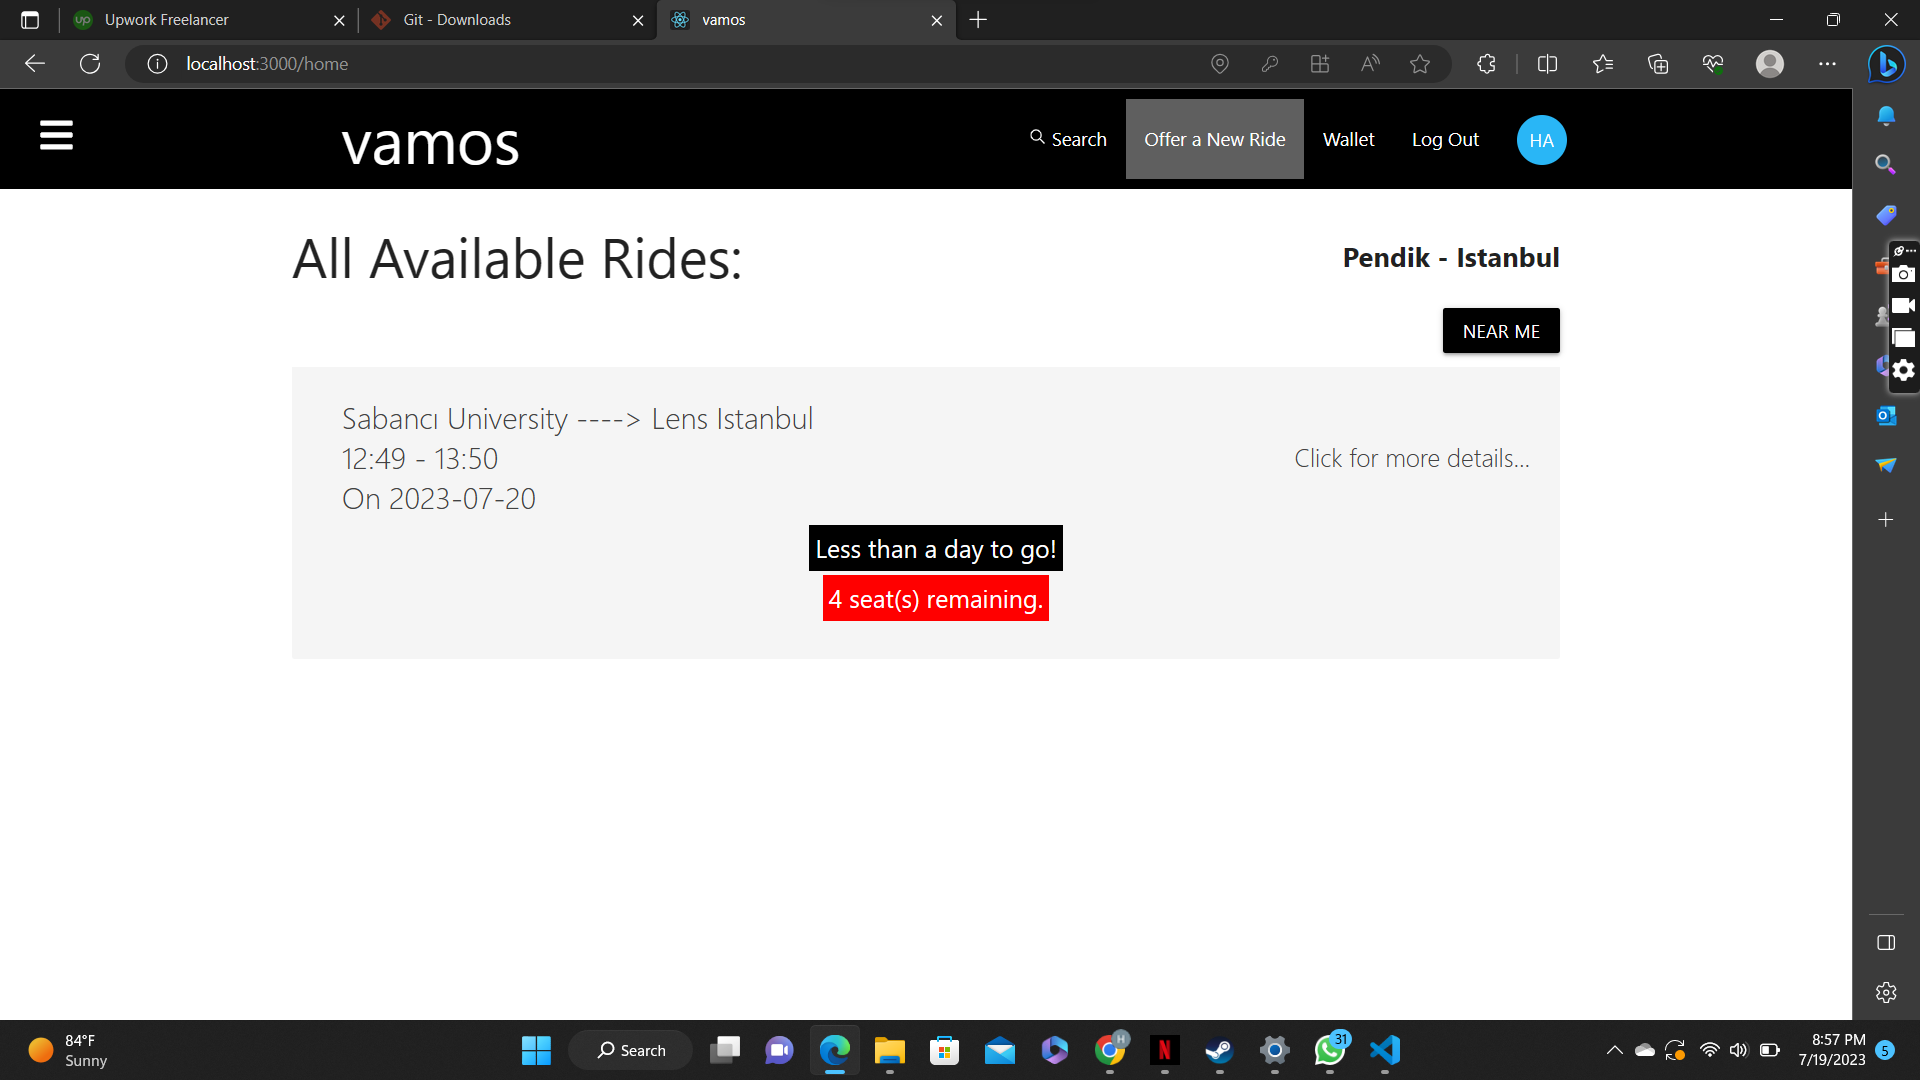 Upwork Freelancer
Git - Downloads
vamos
localhost:3000/home
vamos
Search
Offer a New Ride
Wallet
Log Out
HA
All Available Rides:
Pendik - Istanbul
NEAR ME
Sabancı University ----> Lens Istanbul
12:49 - 13:50
On 2023-07-20
Click for more details...
Less than a day to go!
4 seat(s) remaining.
84°F
Sunny
Search
H
31
8:57 PM
7/19/2023
5